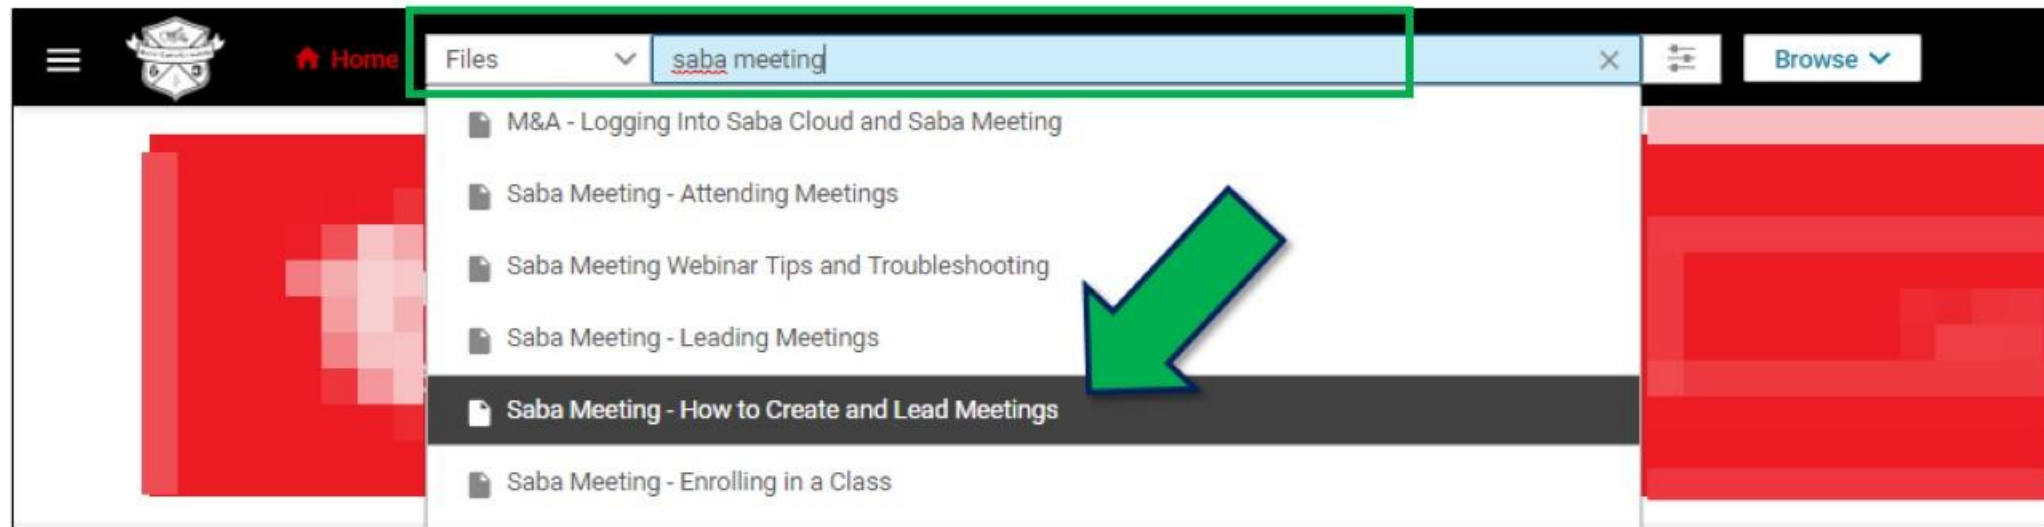 Home
Files
saba meeting
Browse
M&A - Logging Into Saba Cloud and Saba Meeting
Saba Meeting - Attending Meetings
Saba Meeting Webinar Tips and Troubleshooting
Saba Meeting - Leading Meetings
Saba Meeting - How to Create and Lead Meetings
Saba Meeting - Enrolling in a Class